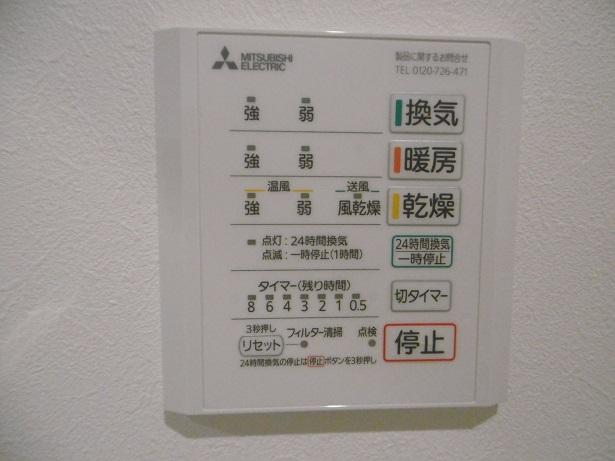 MITSUBISHI ELECTRIC
製品に関するお問合せ
TEL 0120-726-471
強 弱 換気
強 弱 暖房
温風 送風
強 弱 風乾燥 乾燥
点灯：24時間換気
点滅：一時停止(1時間)
24時間換気
一時停止
タイマー(残り時間)
8 6 4 3 2 1 0.5
切タイマー
3秒押し
リセット フィルター清掃 点検
停止
24時間換気の停止は停止ボタンを3秒押し